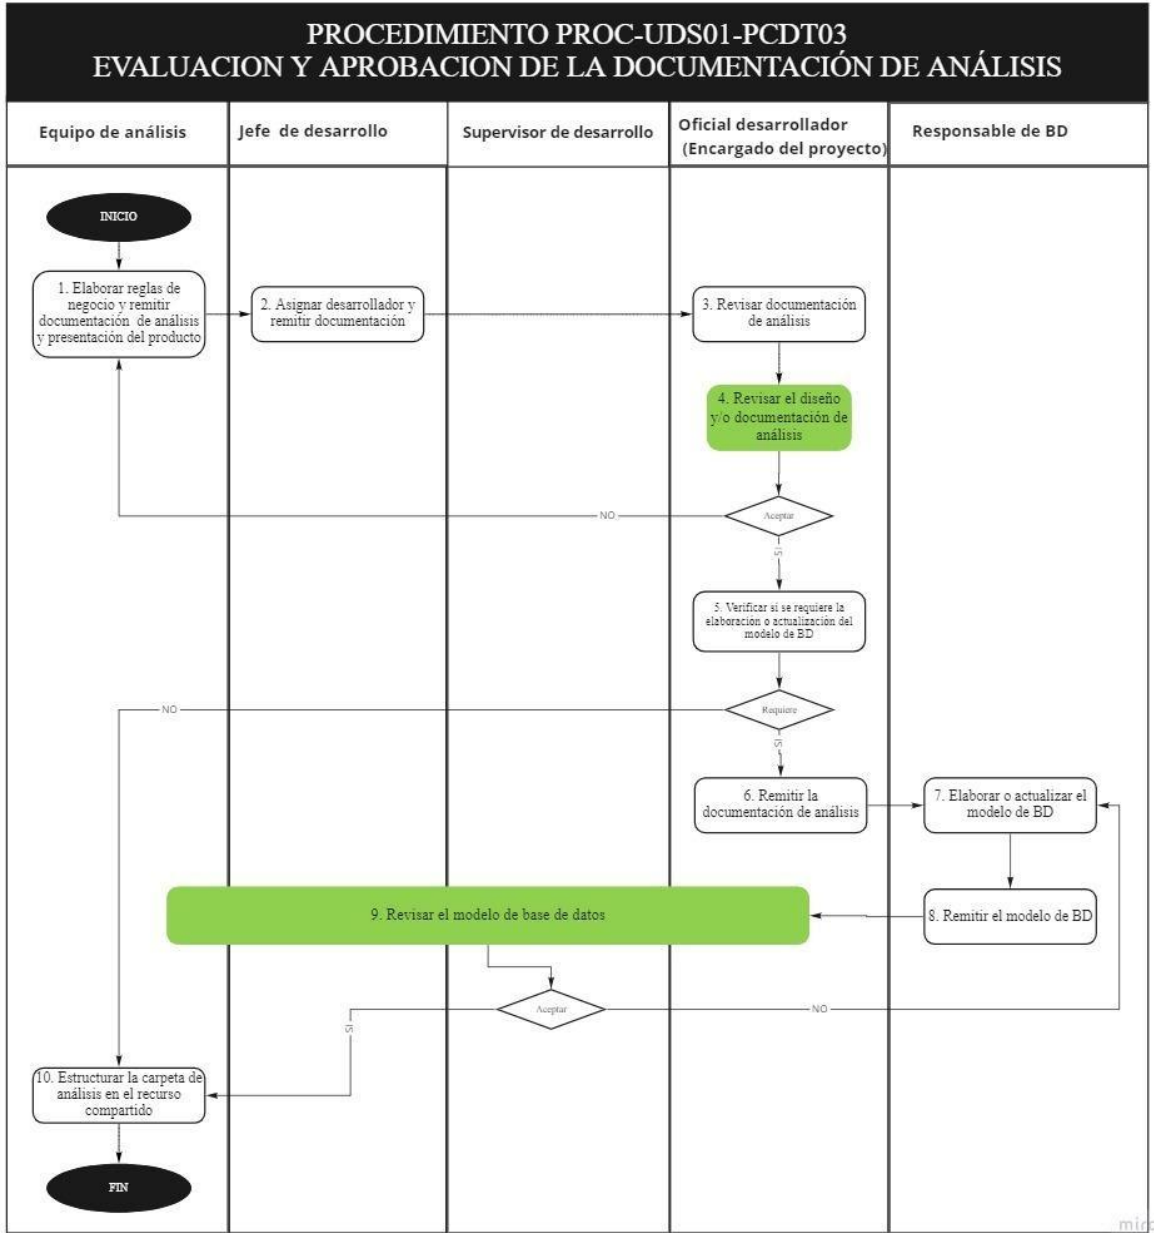 PROCEDIMIENTO PROC-UDS01-PCDT03
EVALUACION Y APROBACION DE LA DOCUMENTACIÓN DE ANÁLISIS
Equipo de análisis
Jefe de desarrollo
Supervisor de desarrollo
Oficial desarrollador
(Encargado del proyecto)
Responsable de BD
INICIO
1. Elaborar reglas de
negocio y remitir
documentación de análisis
y presentación del producto
2. Asignar desarrollador y
remitir documentación
3. Revisar documentación
de análisis
4. Revisar el diseño
y/o documentación de
análisis
Aceptar
NO
SI
5. Verificar si se requiere la
elaboración o actualización del
modelo de BD
Requiere
NO
SI
6. Remitir la
documentación de análisis
7. Elaborar o actualizar el
modelo de BD
8. Remitir el modelo de BD
9. Revisar el modelo de base de datos
Aceptar
NO
SI
10. Estructurar la carpeta de
análisis en el recurso
compartido
FIN
miro